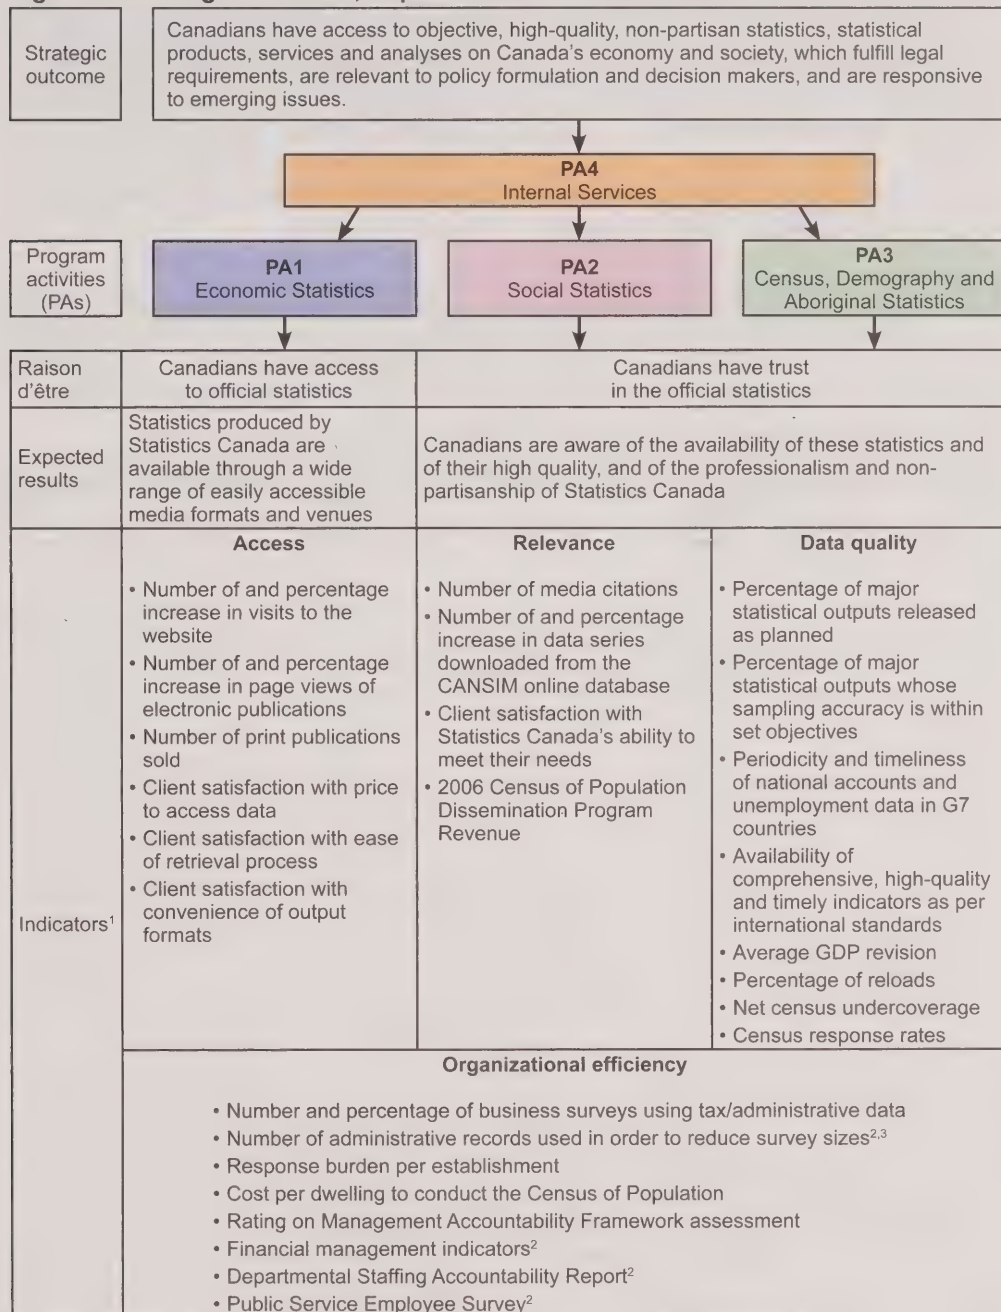 Strategic
outcome
Canadians have access to objective, high-quality, non-partisan statistics, statistical
products, services and analyses on Canada's economy and society, which fulfill legal
requirements, are relevant to policy formulation and decision makers, and are responsive
to emerging issues.
PA4
Internal Services
Program
activities
(PAs)
PA1
Economic Statistics
PA2
Social Statistics
PA3
Census, Demography and
Aboriginal Statistics
Raison
d'être
Canadians have access
to official statistics
Canadians have trust
in the official statistics
Expected
results
Statistics produced by
Statistics Canada are
available through a wide
range of easily accessible
media formats and venues
Canadians are aware of the availability of these statistics and
of their high quality, and of the professionalism and non-
partisanship of Statistics Canada
Indicators¹
Access
• Number of and percentage
increase in visits to the
website
• Number of and percentage
increase in page views of
electronic publications
• Number of print publications
sold
• Client satisfaction with price
to access data
• Client satisfaction with ease
of retrieval process
• Client satisfaction with
convenience of output
formats
Relevance
• Number of media citations
• Number of and percentage
increase in data series
downloaded from the
CANSIM online database
• Client satisfaction with
Statistics Canada's ability to
meet their needs
• 2006 Census of Population
Dissemination Program
Revenue
Data quality
• Percentage of major
statistical outputs released
as planned
• Percentage of major
statistical outputs whose
sampling accuracy is within
set objectives
• Periodicity and timeliness
of national accounts and
unemployment data in G7
countries
• Availability of
comprehensive, high-quality
and timely indicators as per
international standards
• Average GDP revision
• Percentage of reloads
• Net census undercoverage
• Census response rates
Organizational efficiency
• Number and percentage of business surveys using tax/administrative data
• Number of administrative records used in order to reduce survey sizes²,³
• Response burden per establishment
• Cost per dwelling to conduct the Census of Population
• Rating on Management Accountability Framework assessment
• Financial management indicators²
• Departmental Staffing Accountability Report²
• Public Service Employee Survey²